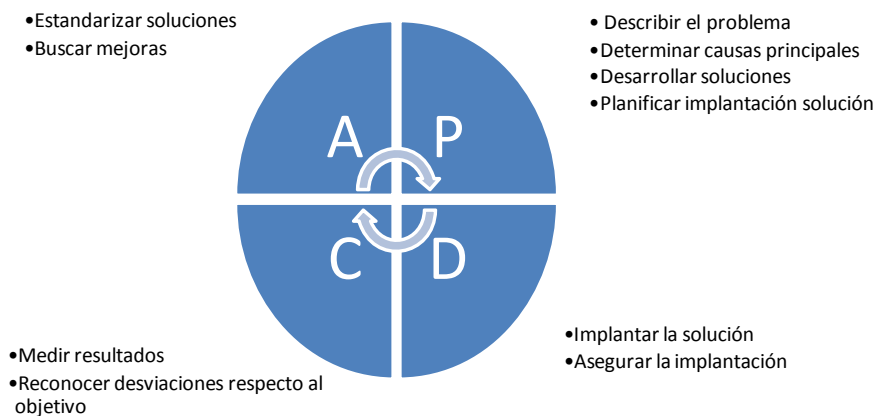 •Estandarizar soluciones
•Buscar mejoras
• Describir el problema
•Determinar causas principales
•Desarrollar soluciones
•Planificar implantación solución
A P
C D
•Medir resultados
•Reconocer desviaciones respecto al
objetivo
•Implantar la solución
•Asegurar la implantación